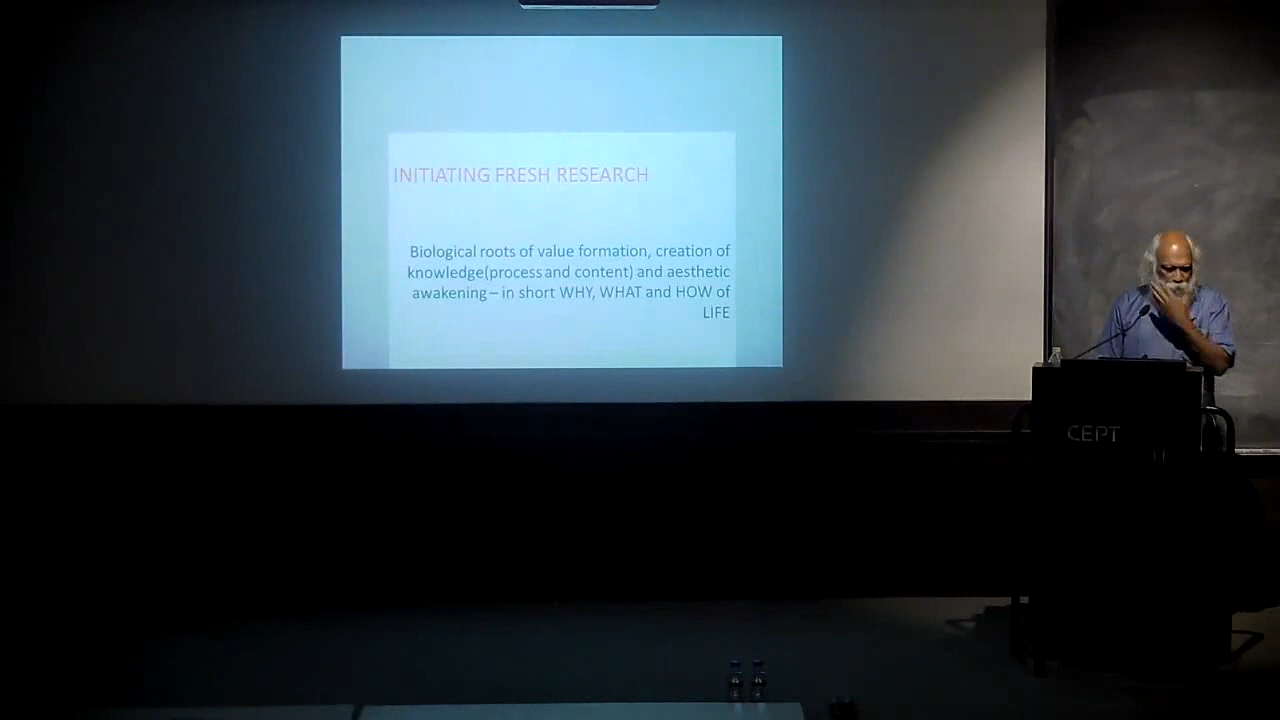 INITIATING FRESH RESEARCH
Biological roots of value formation, creation of
knowledge(process and content) and aesthetic
awakening – in short WHY, WHAT and HOW of
LIFE
CEPT